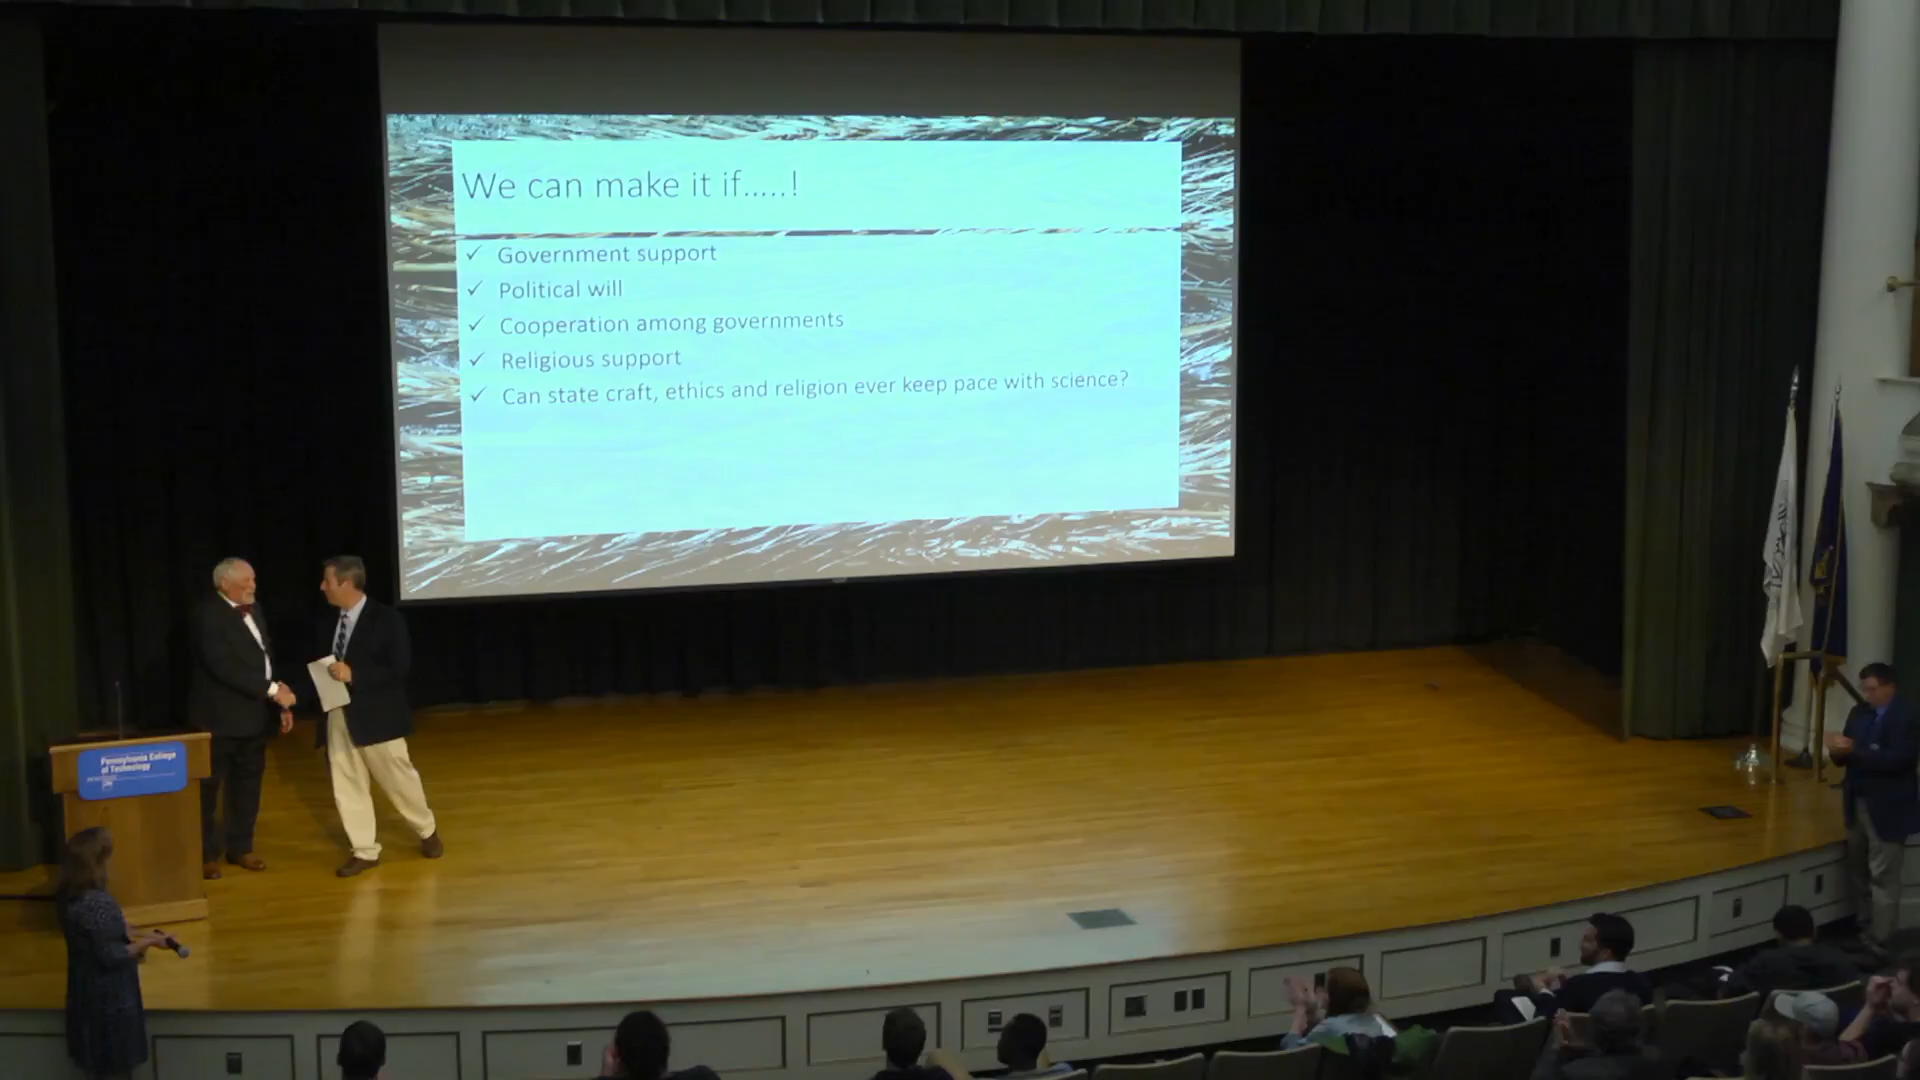 We can make it if.....!
✓ Government support
✓ Political will
✓ Cooperation among governments
✓ Religious support
✓ Can state craft, ethics and religion ever keep pace with science?
Pennsylvania College
of Technology